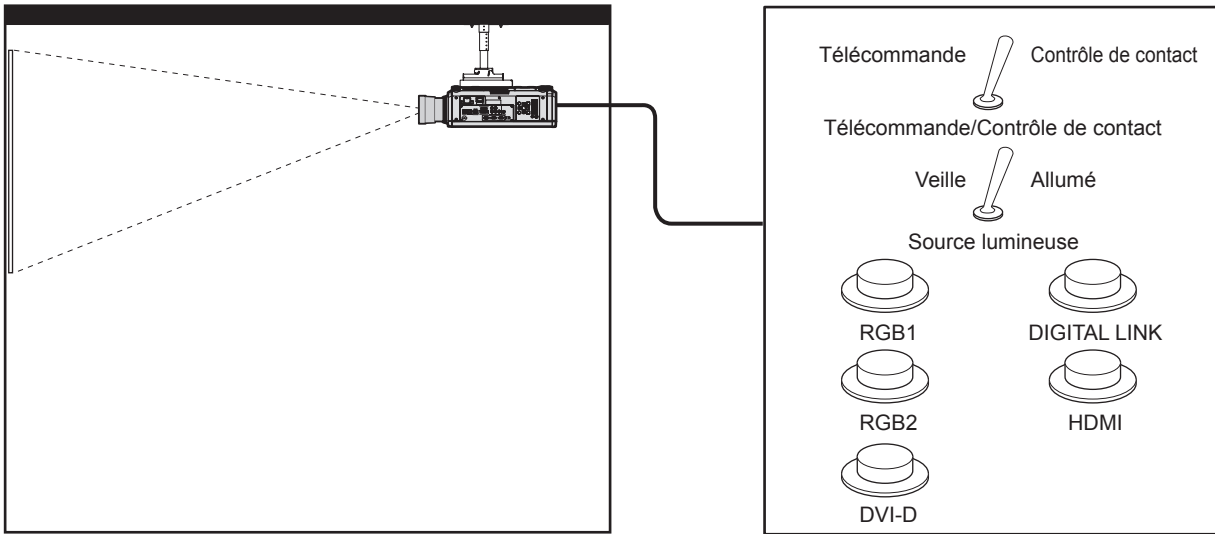 Télécommande
Contrôle de contact
Télécommande/Contrôle de contact
Veille
Allumé
Source lumineuse
RGB1
DIGITAL LINK
RGB2
HDMI
DVI-D